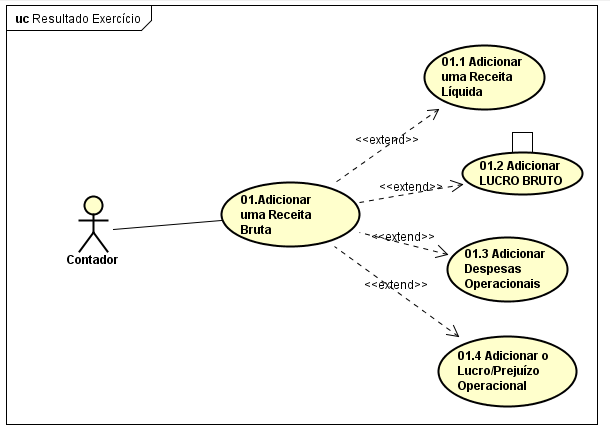 uc Resultado Exercício
01.1 Adicionar
uma Receita
Líquida
<<extend>>
01.2 Adicionar
LUCRO BRUTO
<<extend>>
01.Adicionar
uma Receita
Bruta
Contador
<<extend>>
01.3 Adicionar
Despesas
Operacionais
<<extend>>
01.4 Adicionar o
Lucro/Prejuízo
Operacional